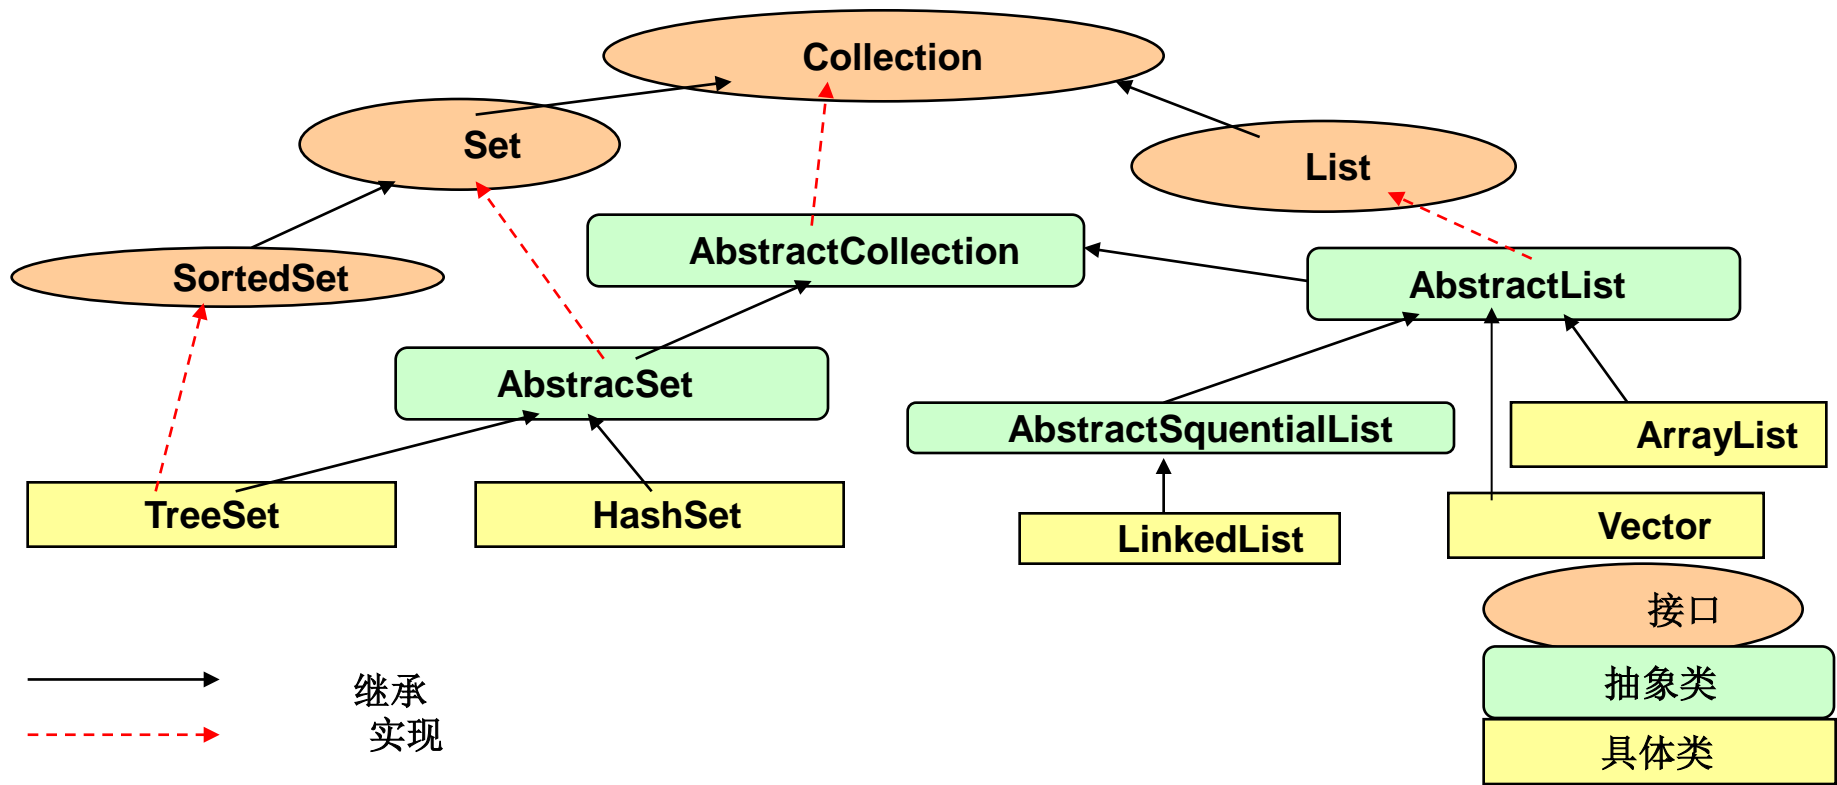 Collection
Set
List
AbstractCollection
SortedSet
AbstractList
AbstracSet
AbstractSquentialList
ArrayList
TreeSet
HashSet
LinkedList
Vector
接口
继承
抽象类
实现
具体类